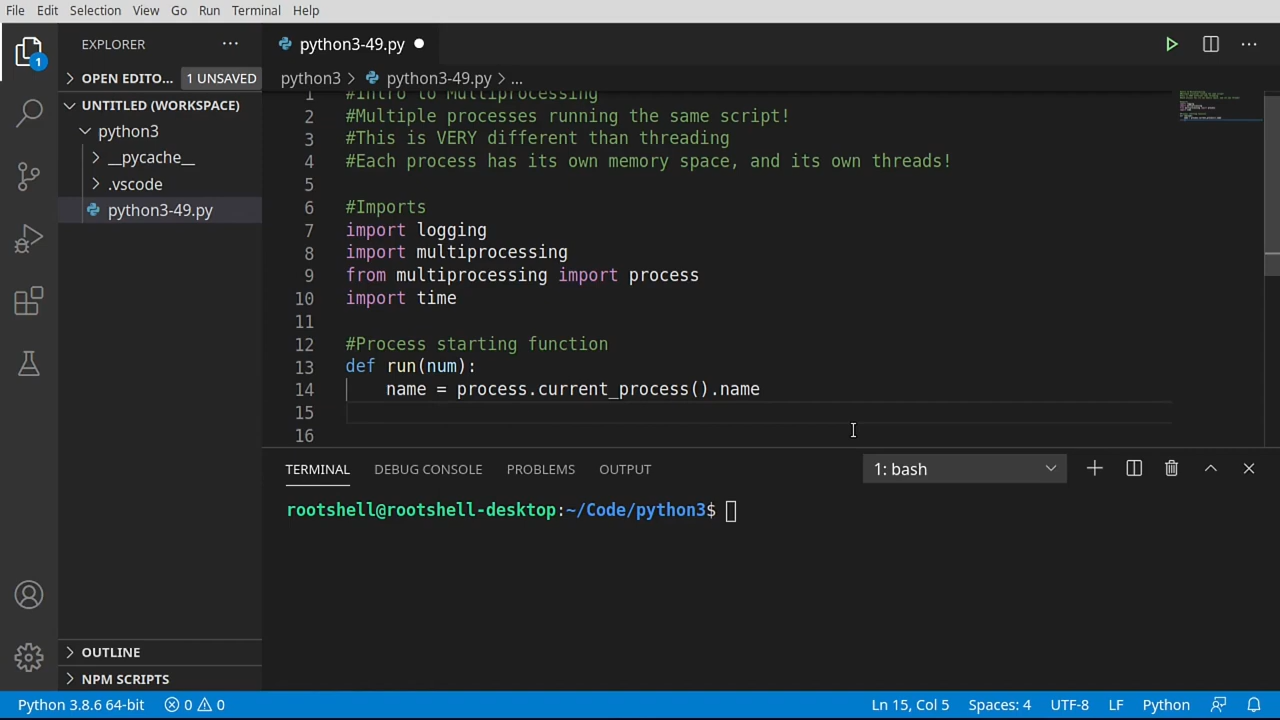 File Edit Selection View Go Run Terminal Help
EXPLORER
python3-49.py
OPEN EDITO... 1 UNSAVED
python3 > python3-49.py > ...
UNTITLED (WORKSPACE)
python3
__pycache__
.vscode
python3-49.py
1 #Intro to Multiprocessing
2 #Multiple processes running the same script!
3 #This is VERY different than threading
4 #Each process has its own memory space, and its own threads!
5
6 #Imports
7 import logging
8 import multiprocessing
9 from multiprocessing import process
10 import time
11
12 #Process starting function
13 def run(num):
14 name = process.current_process().name
15
16
TERMINAL DEBUG CONSOLE PROBLEMS OUTPUT 1: bash
rootshell@rootshell-desktop:~/Code/python3$
OUTLINE
NPM SCRIPTS
Python 3.8.6 64-bit 0 0 Ln 15, Col 5 Spaces: 4 UTF-8 LF Python
1